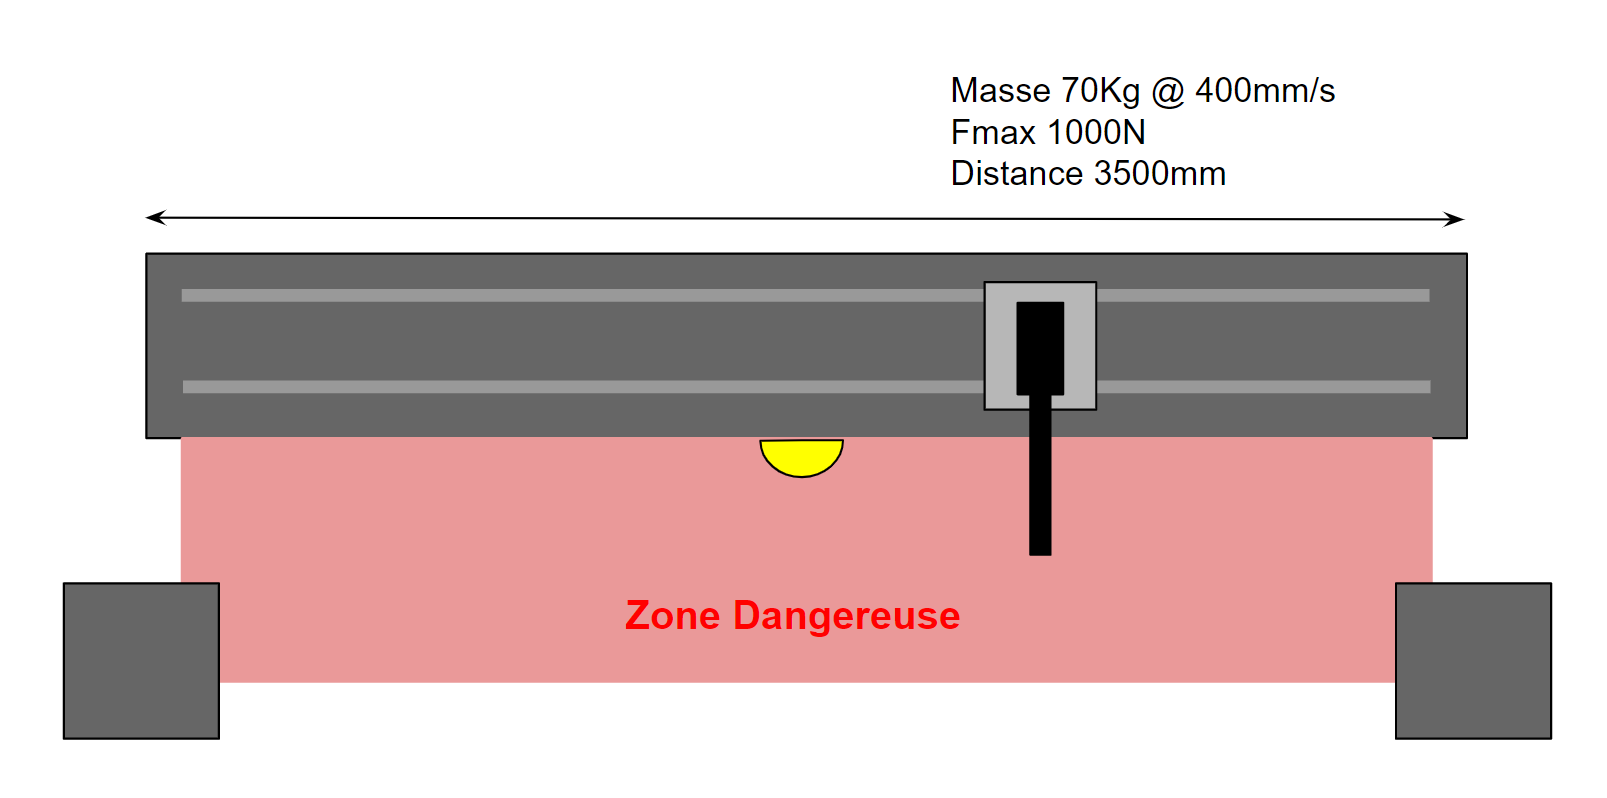 Masse 70Kg @ 400mm/s
Fmax 1000N
Distance 3500mm
Zone Dangereuse